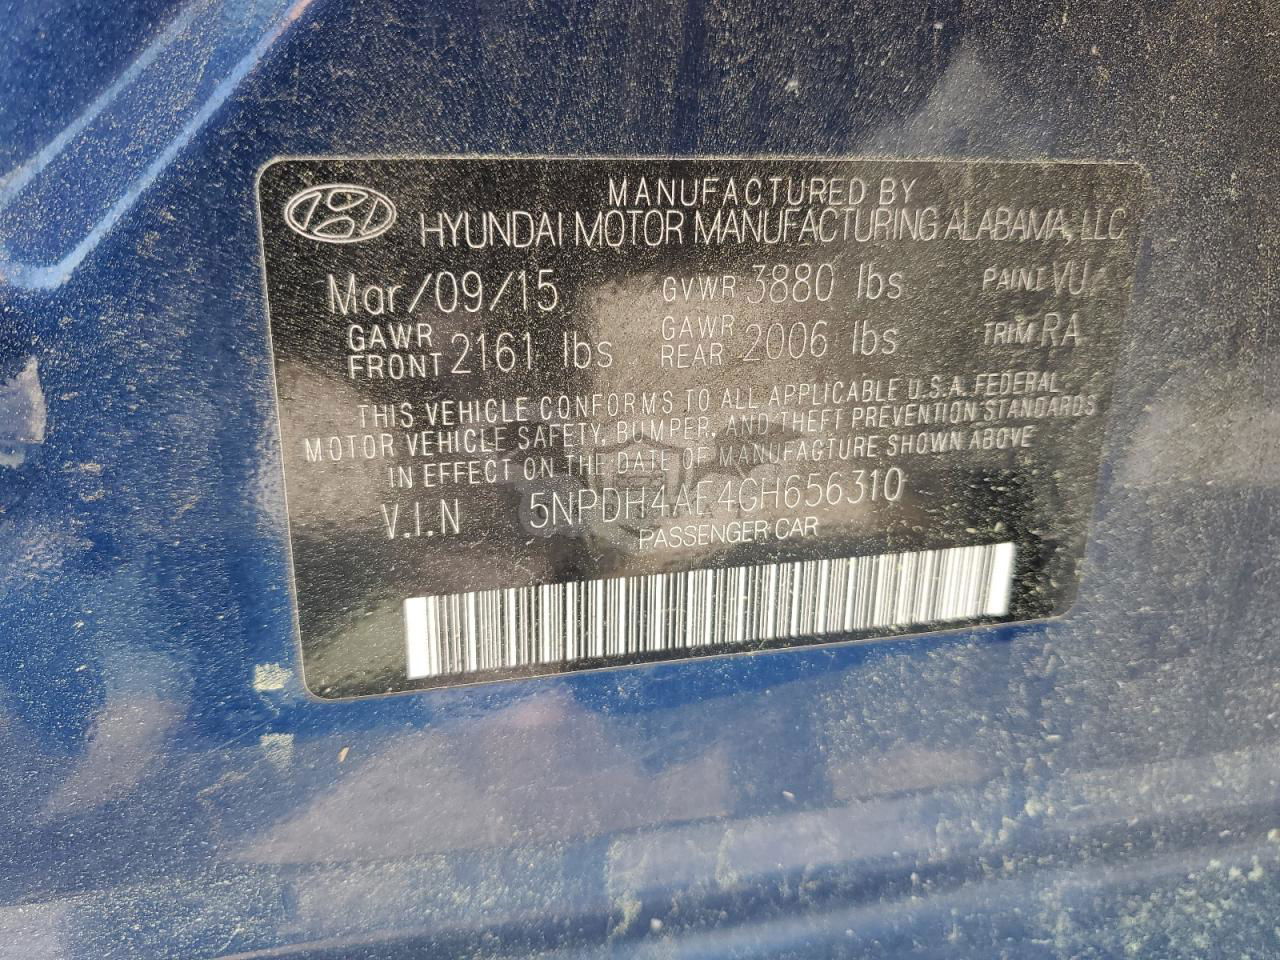 MANUFACTURED BY
HYUNDAI MOTOR MANUFACTURING ALABAMA, LLC
Mar/09/15 GVWR 3880 lbs PAINT VU
GAWR FRONT 2161 lbs GAWR REAR 2006 lbs TRIM RA
THIS VEHICLE CONFORMS TO ALL APPLICABLE U.S.A. FEDERAL
MOTOR VEHICLE SAFETY, BUMPER, AND THEFT PREVENTION STANDARDS
IN EFFECT ON THE DATE OF MANUFACTURE SHOWN ABOVE
V.I.N 5NPDH4AE4GH656310
PASSENGER CAR